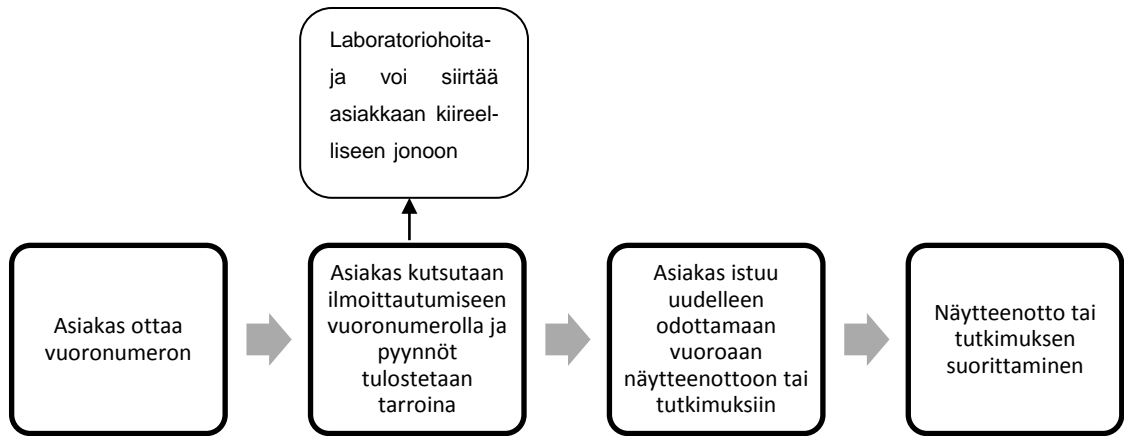 Laboratoriohoita-
ja voi siirtää
asiakkaan kiireel-
liseen jonoon
Asiakas ottaa
vuoronumeron
Asiakas kutsutaan
ilmoittautumiseen
vuoronumerolla ja
pyynnöt
tulostetaan
tarroina
Asiakas istuu
uudelleen
odottamaan
vuoroaan
näytteenottoon tai
tutkimuksiin
Näytteenotto tai
tutkimuksen
suorittaminen